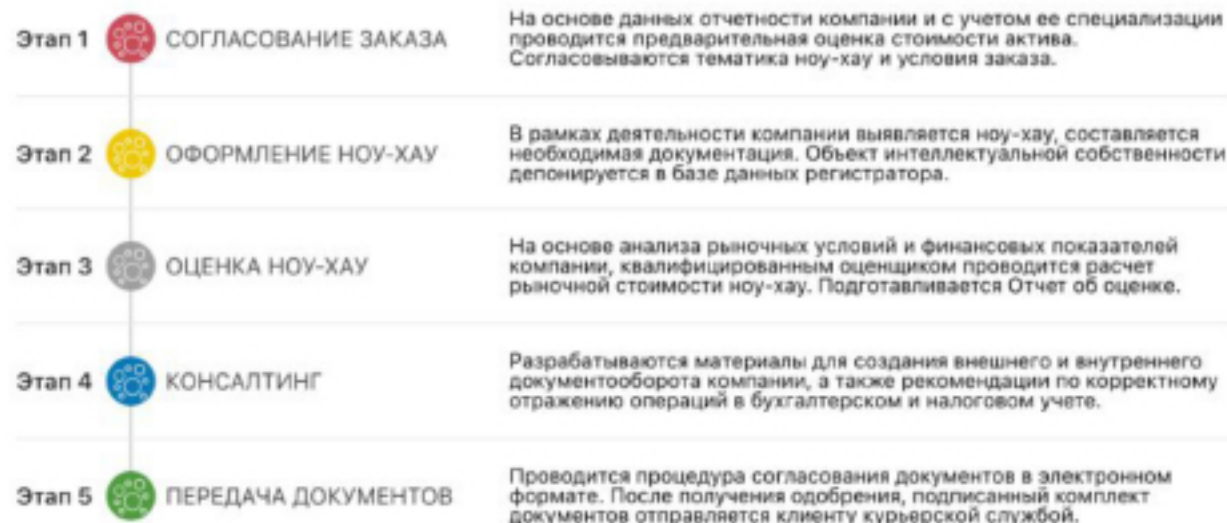 Этап 1
СОГЛАСОВАНИЕ ЗАКАЗА
На основе данных отчетности компании и с учетом ее специализации
проводится предварительная оценка стоимости актива.
Согласовываются тематика ноу-хау и условия заказа.
Этап 2
ОФОРМЛЕНИЕ НОУ-ХАУ
В рамках деятельности компании выявляется ноу-хау, составляется
необходимая документация. Объект интеллектуальной собственности
депонируется в базе данных регистратора.
Этап 3
ОЦЕНКА НОУ-ХАУ
На основе анализа рыночных условий и финансовых показателей
компании, квалифицированным оценщиком проводится расчет
рыночной стоимости ноу-хау. Подготавливается Отчет об оценке.
Этап 4
КОНСАЛТИНГ
Разрабатываются материалы для создания внешнего и внутреннего
документооборота компании, а также рекомендации по корректному
отражению операций в бухгалтерском и налоговом учете.
Этап 5
ПЕРЕДАЧА ДОКУМЕНТОВ
Проводится процедура согласования документов в электронном
формате. После получения одобрения, подписанный комплект
документов отправляется клиенту курьерской службой.